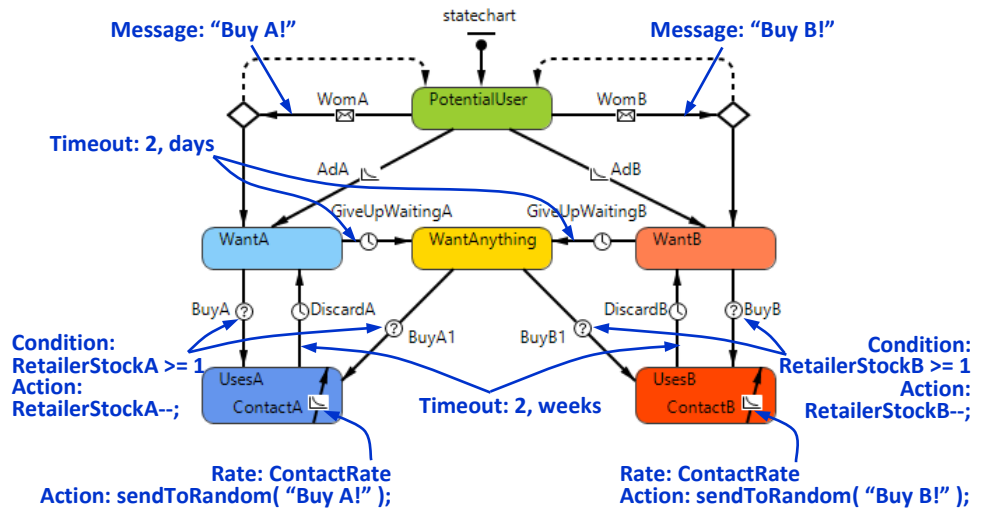 statechart
Message: “Buy A!”
Message: “Buy B!”
WomA
PotentialUser
WomB
Timeout: 2, days
AdA
AdB
GiveUpWaitingA
GiveUpWaitingB
WantA
WantAnything
WantB
BuyA
DiscardA
BuyA1
BuyB1
DiscardB
BuyB
Condition:
RetailerStockA >= 1
Action:
RetailerStockA--;
Condition:
RetailerStockB >= 1
Action:
RetailerStockB--;
UsesA
ContactA
Timeout: 2, weeks
UsesB
ContactB
Rate: ContactRate
Action: sendToRandom( “Buy A!” );
Rate: ContactRate
Action: sendToRandom( “Buy B!” );